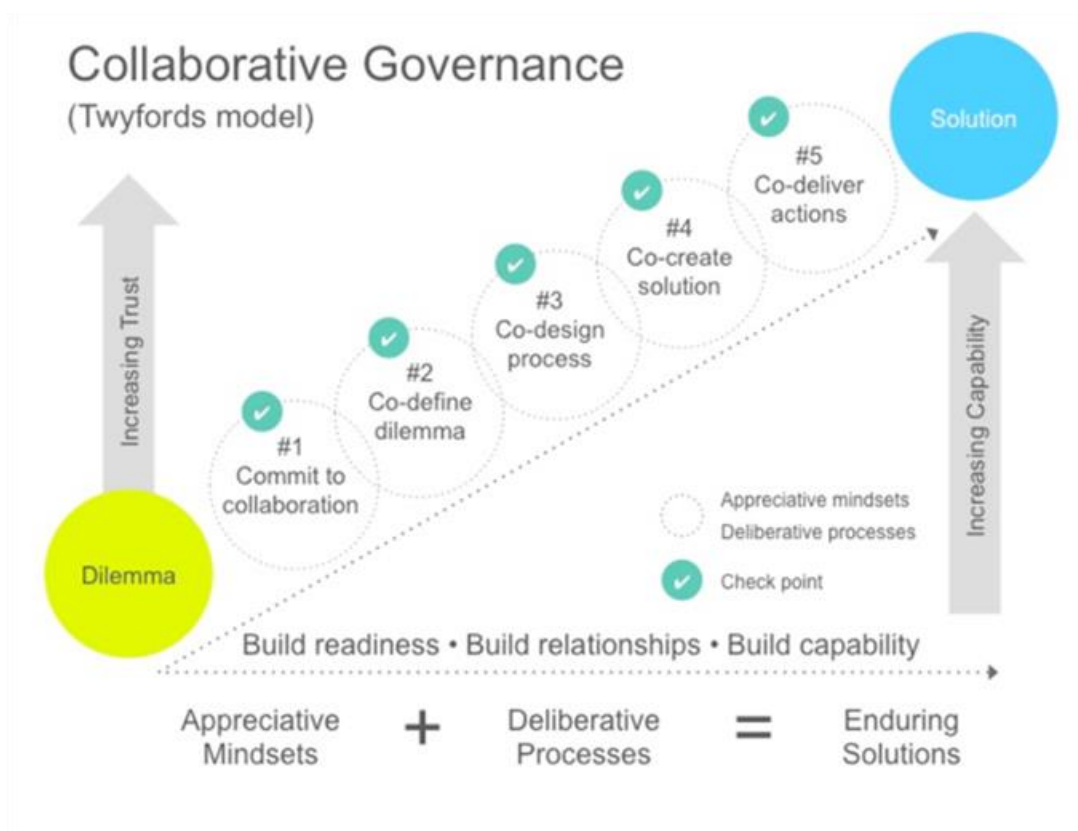 Collaborative Governance
(Twyfords model)
Solution
#5
Co-deliver
actions
#4
Co-create
solution
#3
Co-design
process
#2
Co-define
dilemma
#1
Commit to
collaboration
Increasing Trust
Dilemma
Increasing Capability
Appreciative mindsets
Deliberative processes
Check point
Build readiness • Build relationships • Build capability
Appreciative
Mindsets
+
Deliberative
Processes
=
Enduring
Solutions